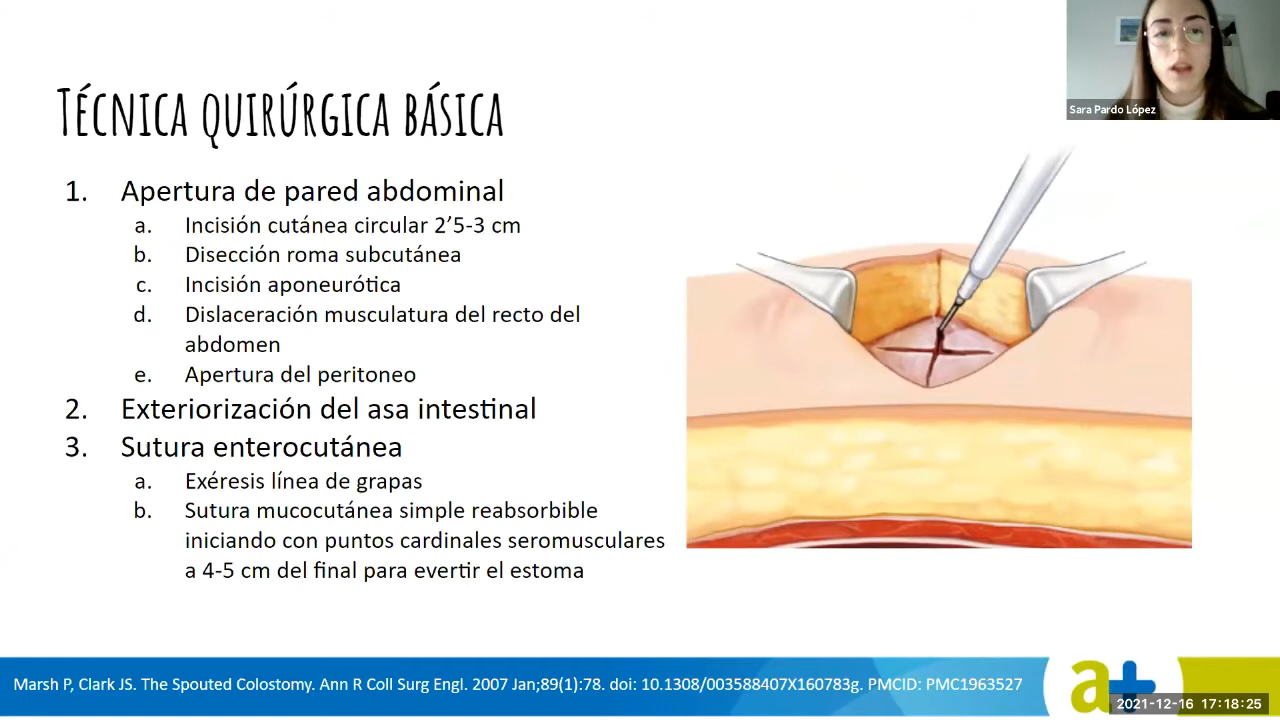 Sara Pardo López
TÉCNICA QUIRÚRGICA BÁSICA
1. Apertura de pared abdominal
a. Incisión cutánea circular 2’5-3 cm
b. Disección roma subcutánea
c. Incisión aponeurótica
d. Dislaceración musculatura del recto del
abdomen
e. Apertura del peritoneo
2. Exteriorización del asa intestinal
3. Sutura enterocutánea
a. Exéresis línea de grapas
b. Sutura mucocutánea simple reabsorbible
iniciando con puntos cardinales seromusculares
a 4-5 cm del final para evertir el estoma
Marsh P, Clark JS. The Spouted Colostomy. Ann R Coll Surg Engl. 2007 Jan;89(1):78. doi: 10.1308/003588407X160783g. PMCID: PMC1963527
a+
2021-12-16 17:18:25